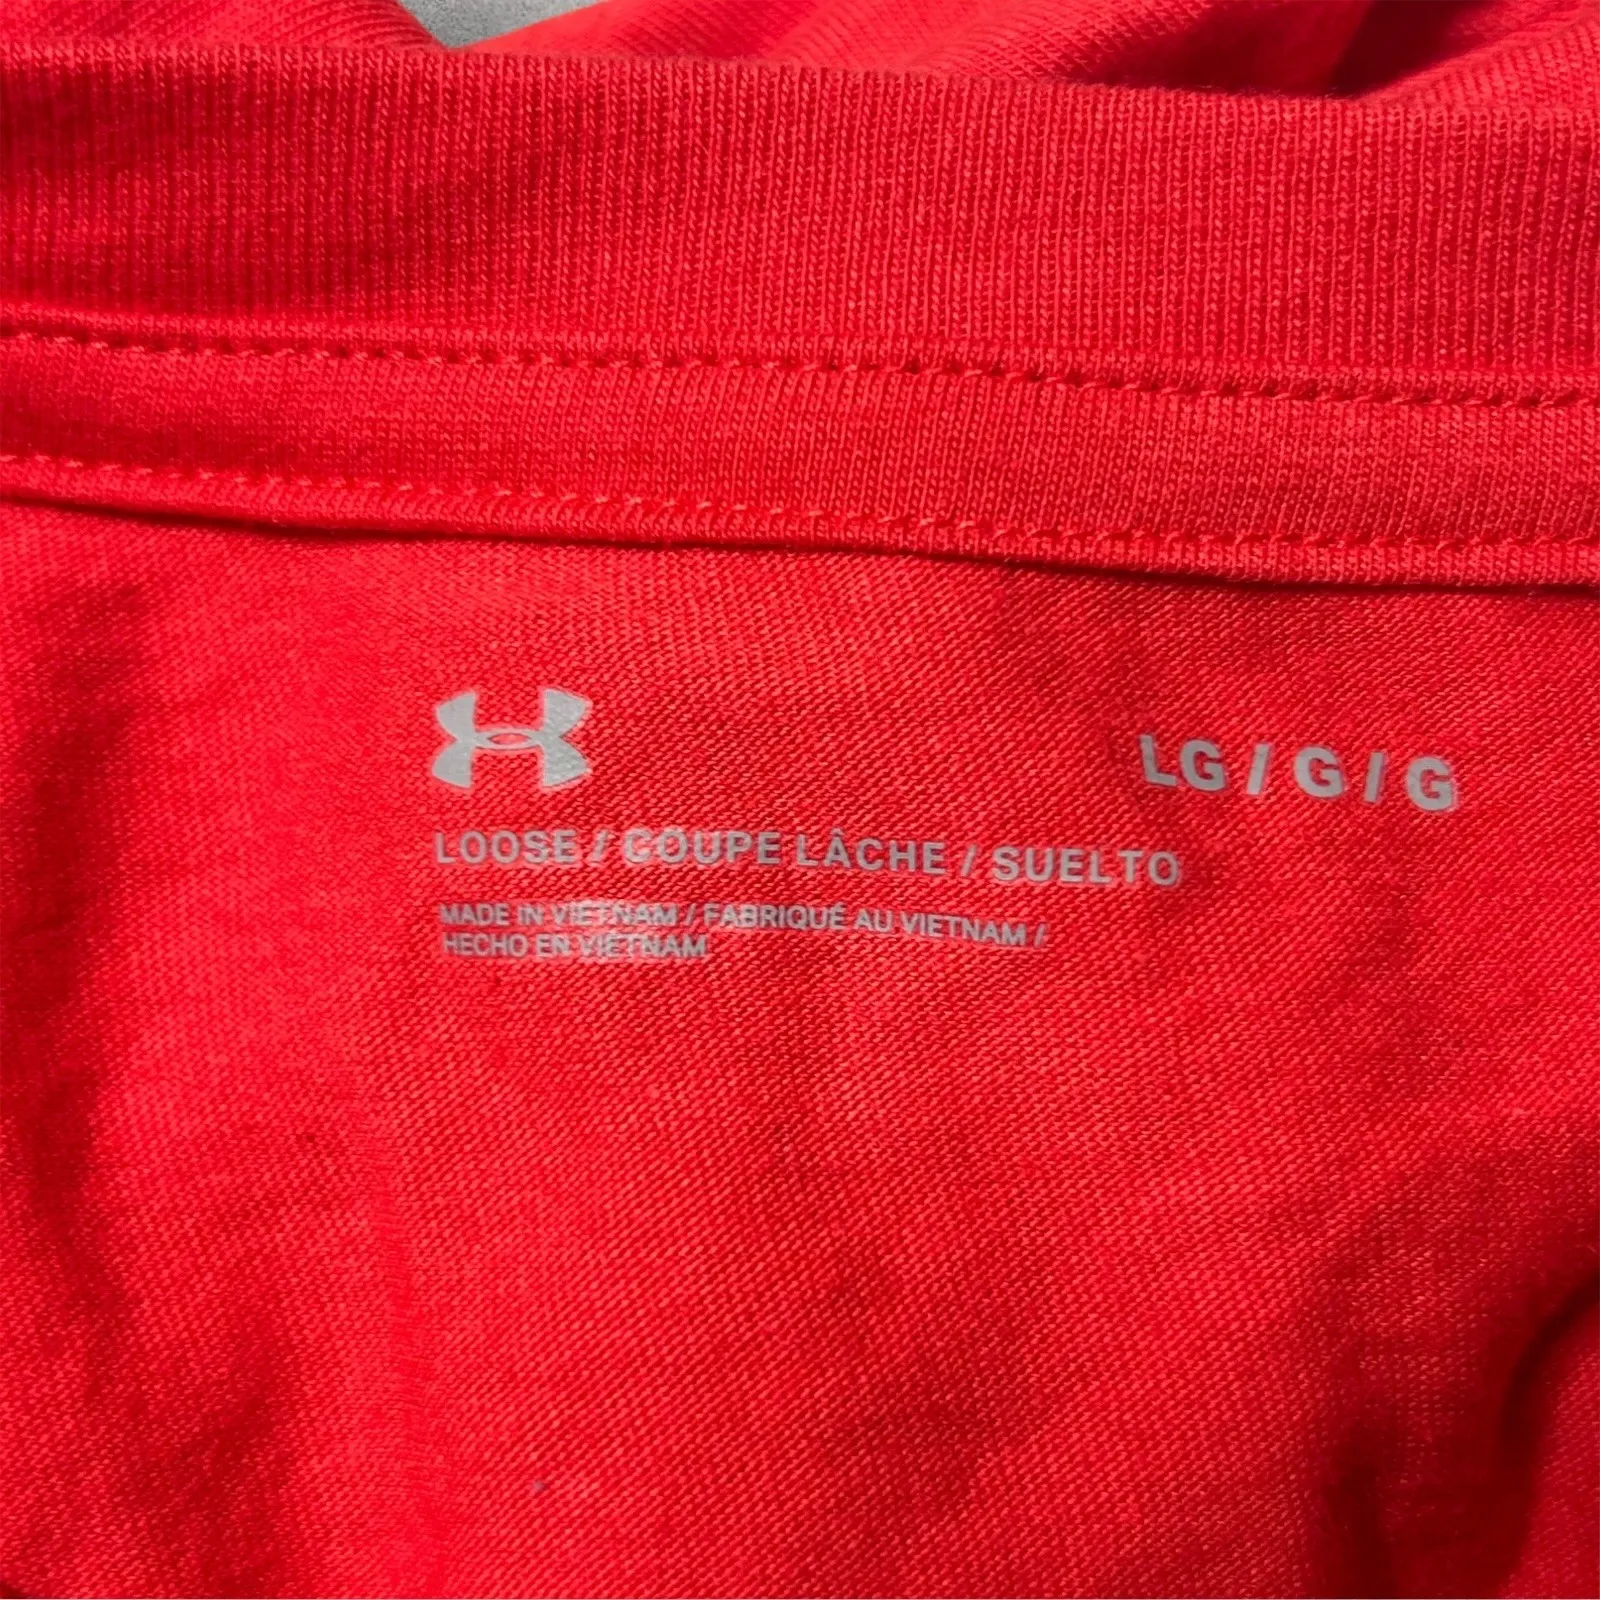 LG / G / G
LOOSE / COUPE LÂCHE / SUELTO
MADE IN VIETNAM / FABRIQUÉ AU VIETNAM /
HECHO EN VIETNAM